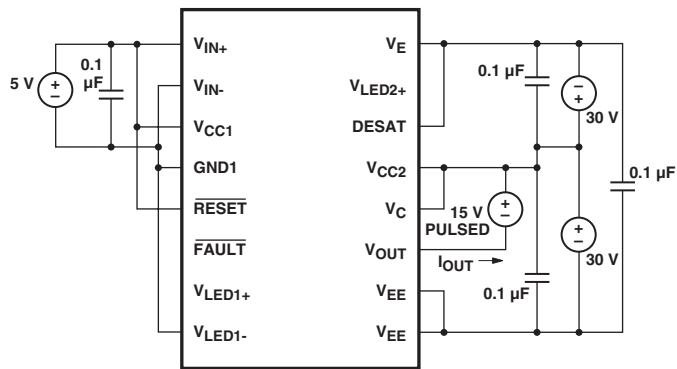 5 V
+
−
0.1
µF
VIN+
VIN-
VCC1
GND1
RESET
FAULT
VLED1+
VLED1-
VE
VLED2+
DESAT
VCC2
VC
VOUT
VEE
VEE
0.1 µF
−
+
30 V
0.1 µF
15 V
PULSED
+
−
IOUT →
0.1 µF
+
−
30 V